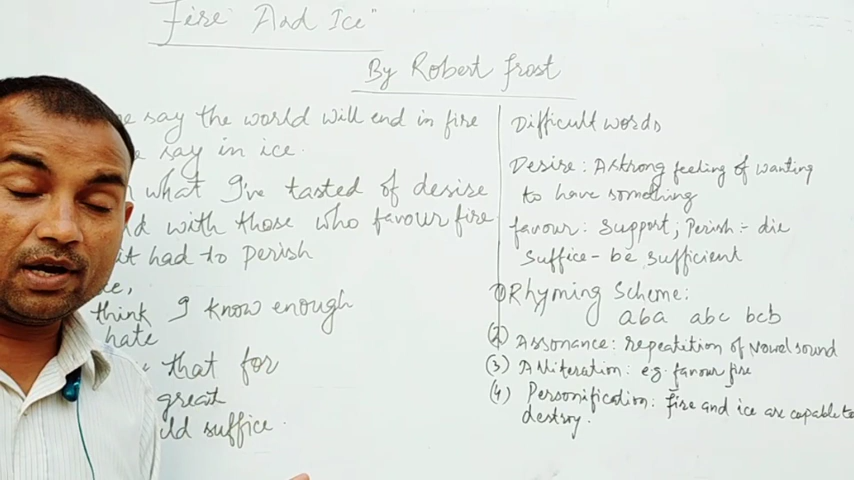 Fire And Ice"
By Robert frost
me say the world will end in fire
say in ice.
what I've tasted of desire
ld with those who favour fire
it had to perish
ce,
think I know enough
hate
that for
great
uld suffice.
Difficult words
Desire: A strong feeling of wanting
to have something
favour: Support; Perish:- die
Suffice - be sufficient
(1) Rhyming Scheme:
aba abc bcb
(2) Assonance: repeatetion of vowel sound
(3) Alliteration: e.g. favour fire
(4) Personification: fire and ice are capable to
destroy.